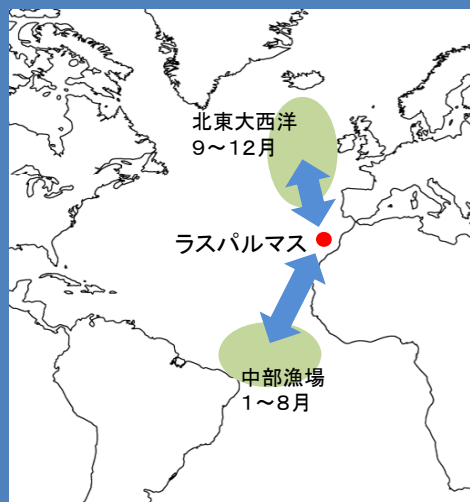 北東大西洋
9～12月
ラスパルマス
中部漁場
1～8月